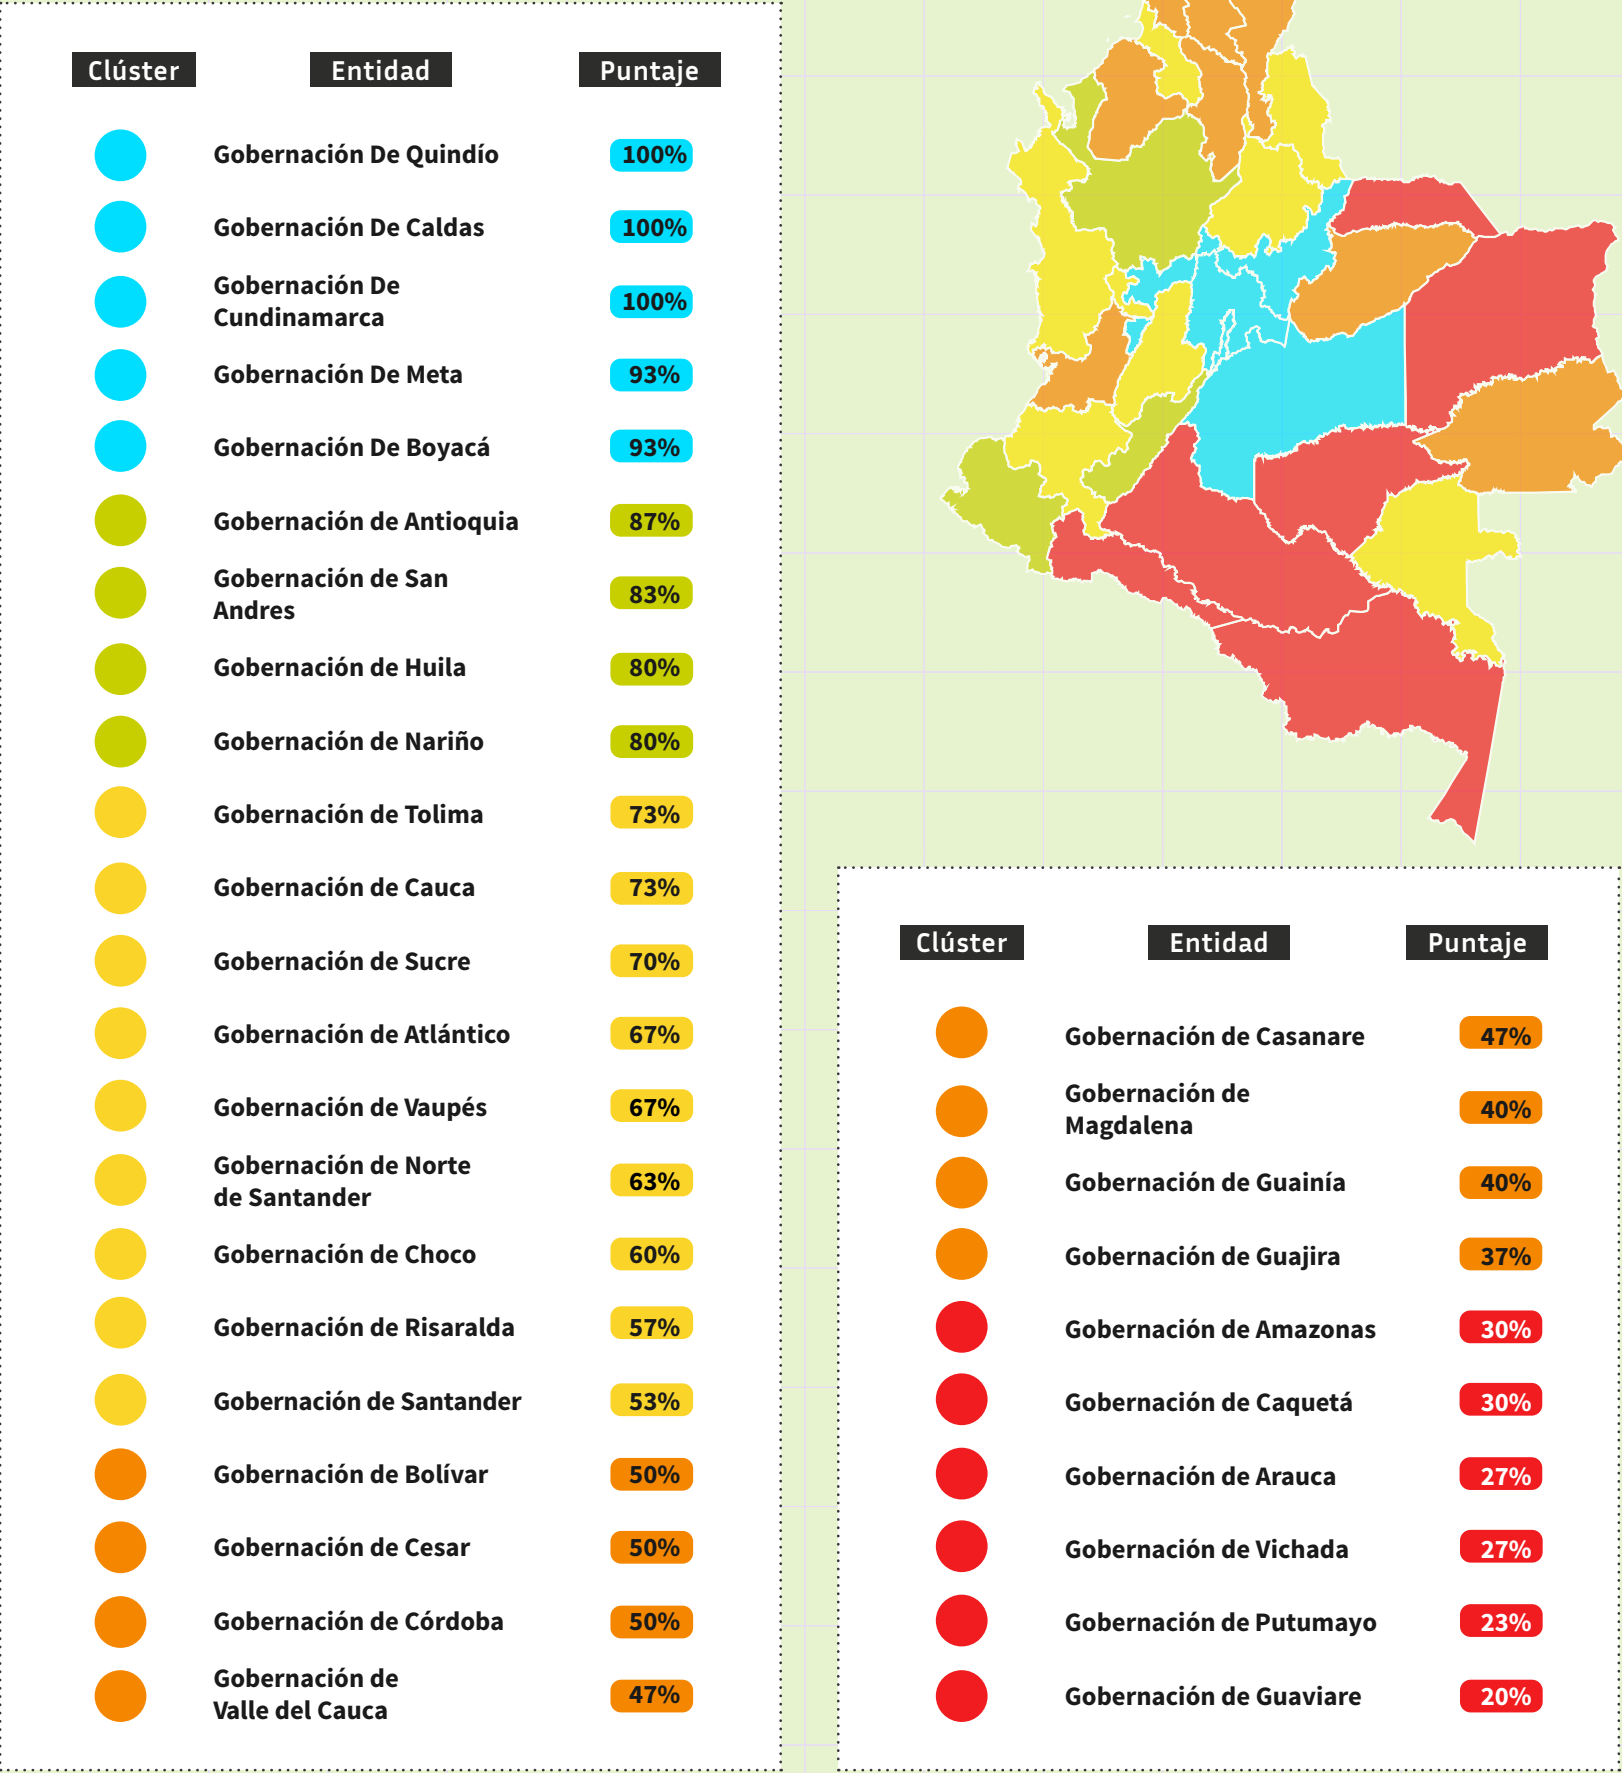 Clúster Entidad Puntaje
Gobernación De Quindío 100%
Gobernación De Caldas 100%
Gobernación De
Cundinamarca 100%
Gobernación De Meta 93%
Gobernación De Boyacá 93%
Gobernación de Antioquia 87%
Gobernación de San
Andres 83%
Gobernación de Huila 80%
Gobernación de Nariño 80%
Gobernación de Tolima 73%
Gobernación de Cauca 73%
Gobernación de Sucre 70%
Gobernación de Atlántico 67%
Gobernación de Vaupés 67%
Gobernación de Norte
de Santander 63%
Gobernación de Choco 60%
Gobernación de Risaralda 57%
Gobernación de Santander 53%
Gobernación de Bolívar 50%
Gobernación de Cesar 50%
Gobernación de Córdoba 50%
Gobernación de
Valle del Cauca 47%
Clúster Entidad Puntaje
Gobernación de Casanare 47%
Gobernación de
Magdalena 40%
Gobernación de Guainía 40%
Gobernación de Guajira 37%
Gobernación de Amazonas 30%
Gobernación de Caquetá 30%
Gobernación de Arauca 27%
Gobernación de Vichada 27%
Gobernación de Putumayo 23%
Gobernación de Guaviare 20%